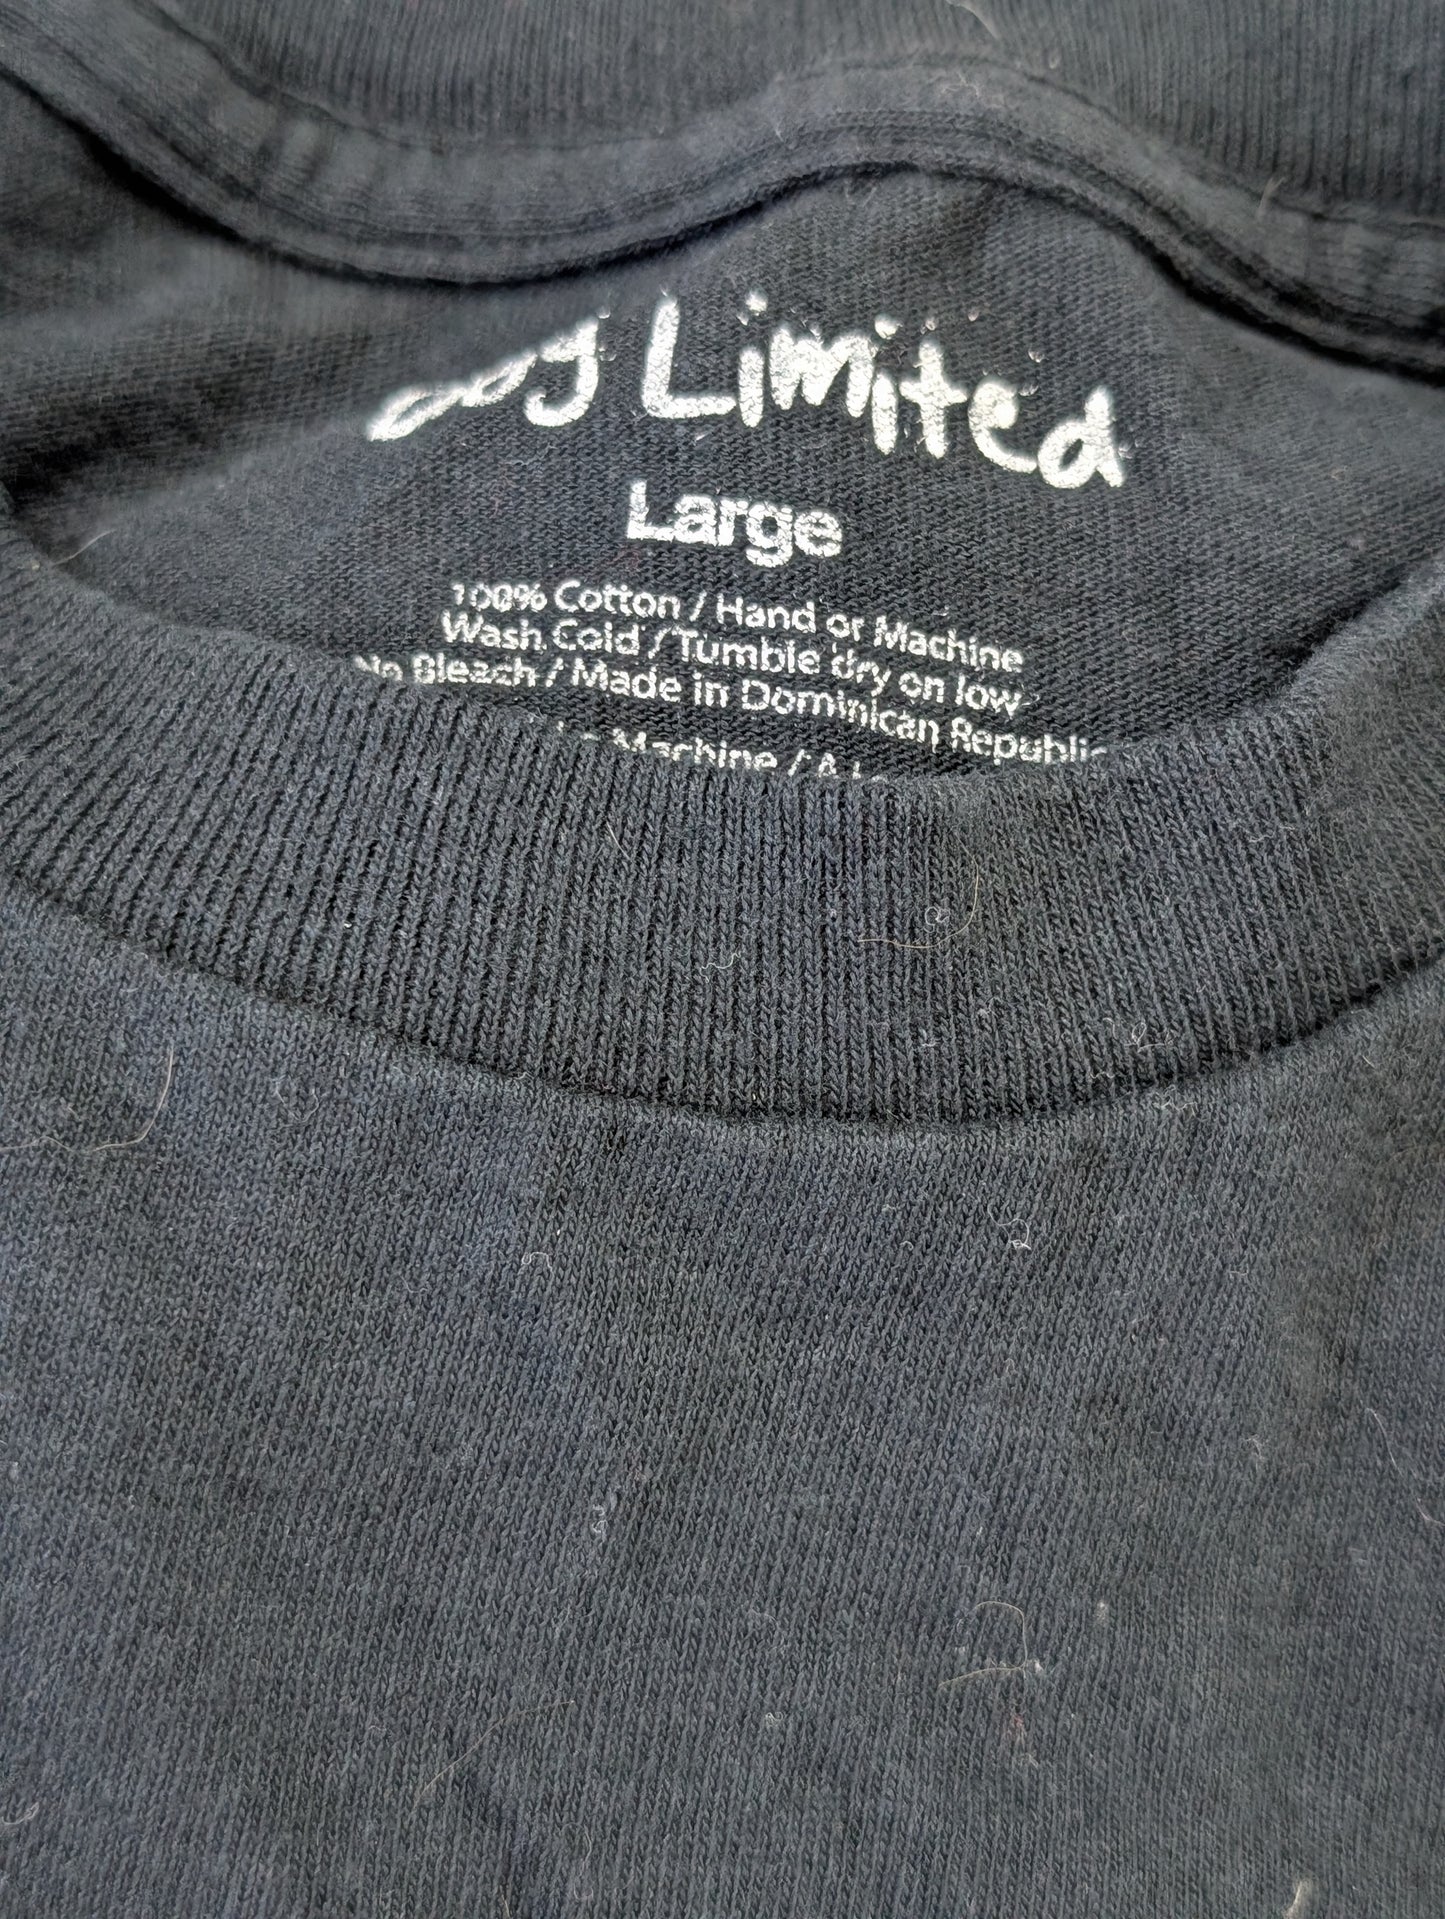 Limited
Large
100% Cotton / Hand or Machine
Wash Cold / Tumble dry on low
No Bleach / Made in Dominican Republic
Machine /